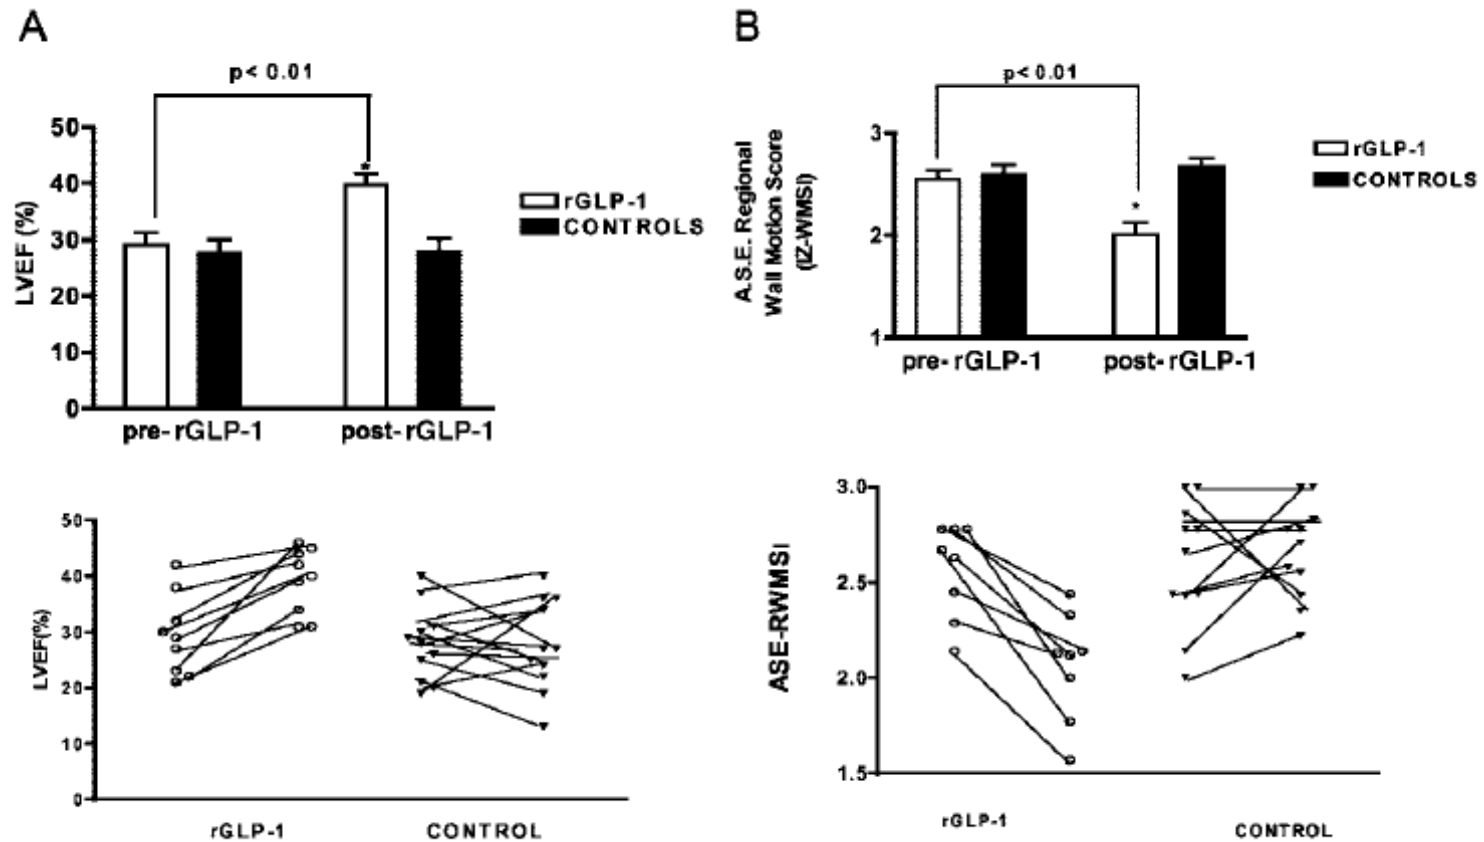 A
p< 0.01
50
40
30
20
10
0
LVEF (%)
*
rGLP-1
CONTROLS
pre-rGLP-1
post-rGLP-1
B
p< 0.01
3
2
1
A.S.E. Regional
Wall Motion Score
(IZ-WMSI)
*
rGLP-1
CONTROLS
pre-rGLP-1
post-rGLP-1
50
40
30
20
10
0
LVEF(%)
rGLP-1
CONTROL
3.0
2.5
2.0
1.5
ASE-RWMSI
rGLP-1
CONTROL